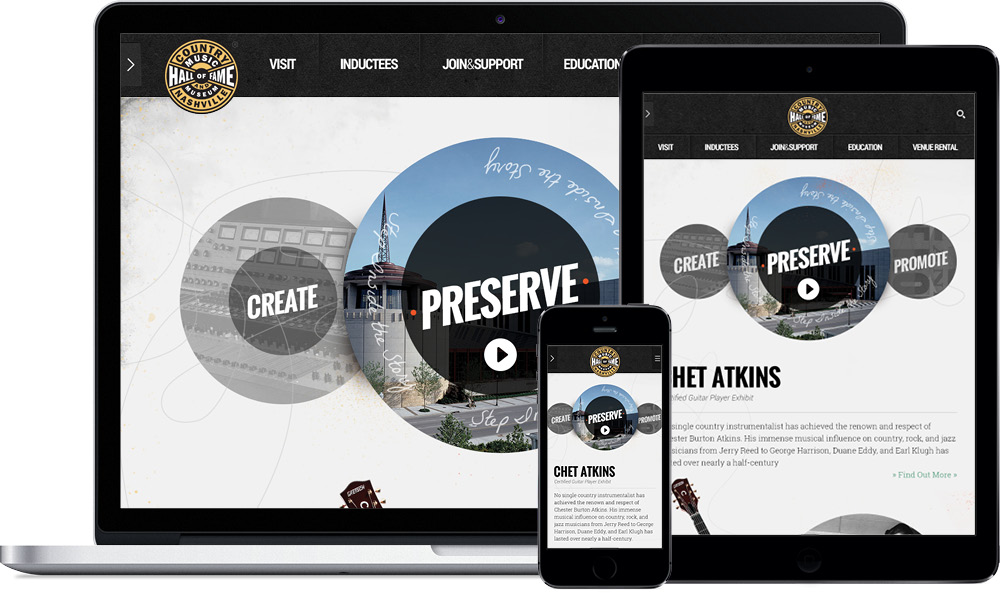 COUNTRY
MUSIC
HALL OF FAME
AND
MUSEUM
NASHVILLE
VISIT
INDUCTEES
JOIN&SUPPORT
EDUCATION
CREATE
PRESERVE
Step Inside the Story
Inside the Story
Step
COUNTRY
MUSIC
HALL OF FAME
AND
MUSEUM
NASHVILLE
VISIT
INDUCTEES
JOIN&SUPPORT
EDUCATION
VENUE RENTAL
CREATE
PRESERVE
PROMOTE
Step Inside the Story
HET ATKINS
tified Guitar Player Exhibit
single country instrumentalist has achieved the renown and respect of
ester Burton Atkins. His immense musical influence on country, rock, and jazz
sicians from Jerry Reed to George Harrison, Duane Eddy, and Earl Klugh has
ed over nearly a half-century
» Find Out More »
COUNTRY
MUSIC
HALL OF FAME
NASHVILLE
CREATE
PRESERVE
PROMOTE
CHET ATKINS
Certified Guitar Player Exhibit
No single country instrumentalist has
achieved the renown and respect of
Chester Burton Atkins. His immense
musical influence on country, rock, and
jazz musicians from Jerry Reed to George
Harrison, Duane Eddy, and Earl Klugh has
lasted over nearly a half-century
GRETSCH